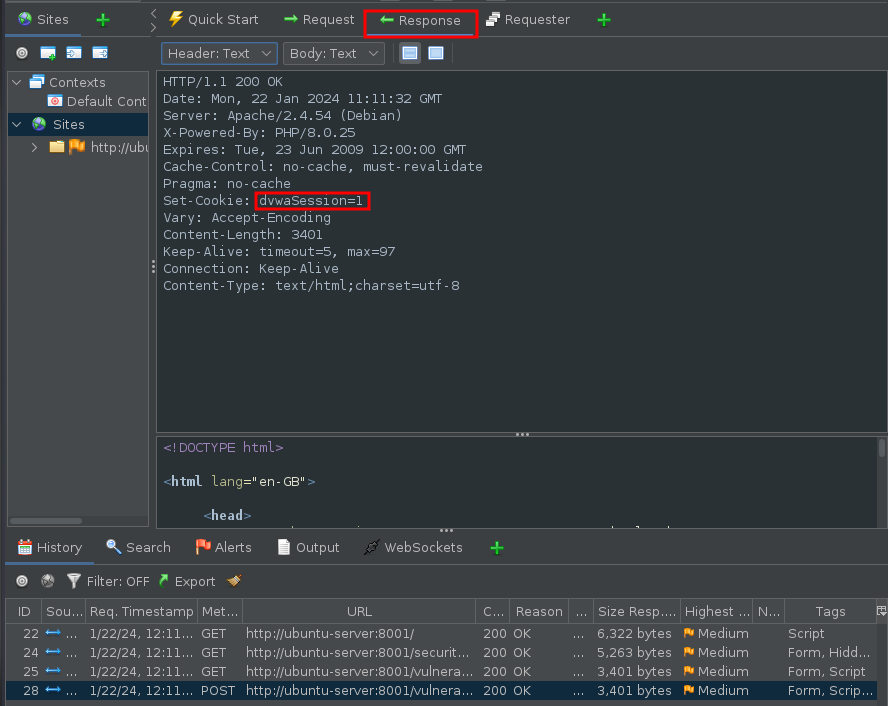 Sites
Quick Start
Request
Response
Requester
Header: Text
Body: Text
Contexts
Default Cont
Sites
http://ubu
HTTP/1.1 200 OK
Date: Mon, 22 Jan 2024 11:11:32 GMT
Server: Apache/2.4.54 (Debian)
X-Powered-By: PHP/8.0.25
Expires: Tue, 23 Jun 2009 12:00:00 GMT
Cache-Control: no-cache, must-revalidate
Pragma: no-cache
Set-Cookie: dvwaSession=1
Vary: Accept-Encoding
Content-Length: 3401
Keep-Alive: timeout=5, max=97
Connection: Keep-Alive
Content-Type: text/html;charset=utf-8
<!DOCTYPE html>
<html lang="en-GB">
<head>
History Search Alerts Output WebSockets
Filter: OFF Export
ID Sou... Req. Timestamp Met... URL C... Reason ... Size Resp.... Highest ... N... Tags
22 ... 1/22/24, 12:11... GET http://ubuntu-server:8001/ 200 OK ... 6,322 bytes Medium Script
24 ... 1/22/24, 12:11... GET http://ubuntu-server:8001/securit... 200 OK ... 5,263 bytes Medium Form, Hidd...
25 ... 1/22/24, 12:11... GET http://ubuntu-server:8001/vulnera... 200 OK ... 3,401 bytes Medium Form, Script
28 ... 1/22/24, 12:11... POST http://ubuntu-server:8001/vulnera... 200 OK ... 3,401 bytes Medium Form, Scrip...